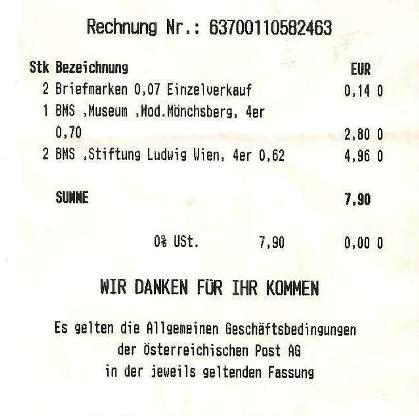 Rechnung Nr.: 63700110582463
Stk Bezeichnung EUR
2 Briefmarken 0,07 Einzelverkauf 0,14 0
1 BMS ,Museum ,Mod.Mönchsberg, 4er
0,70 2,80 0
2 BMS ,Stiftung Ludwig Wien, 4er 0,62 4,96 0
SUMME 7,90
0% USt. 7,90 0,00 0
WIR DANKEN FÜR IHR KOMMEN
Es gelten die Allgemeinen Geschäftsbedingungen
der Österreichischen Post AG
in der jeweils geltenden Fassung